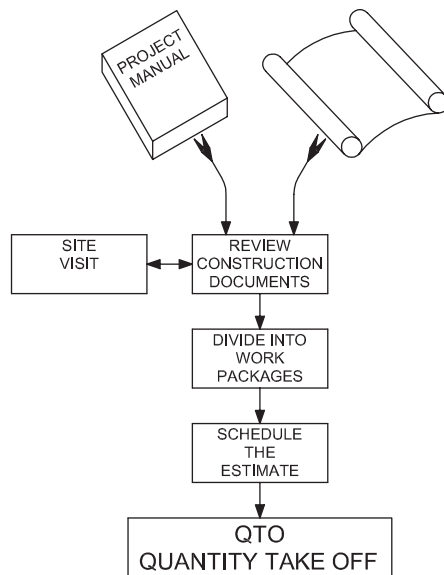 PROJECT
MANUAL
SITE
VISIT
REVIEW
CONSTRUCTION
DOCUMENTS
DIVIDE INTO
WORK
PACKAGES
SCHEDULE
THE
ESTIMATE
QTO
QUANTITY TAKE OFF